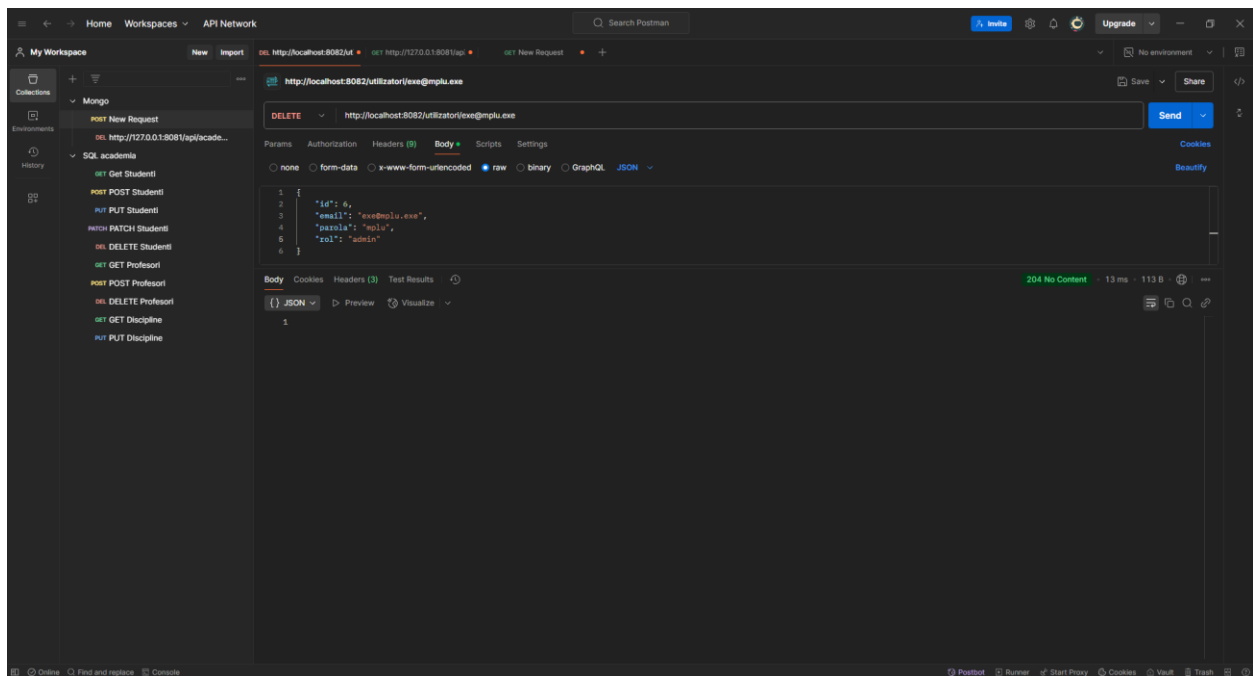 Home Workspaces API Network
Search Postman
Invite
Upgrade
My Workspace
New Import
DEL http://localhost:8082/ut
GET http://127.0.0.1:8081/api
GET New Request
No environment
Collections
Environments
History
Mongo
POST New Request
DEL http://127.0.0.1:8081/api/acade...
SQL academia
GET Get Studenti
POST POST Studenti
PUT PUT Studenti
PATCH PATCH Studenti
DEL DELETE Studenti
GET GET Profesori
POST POST Profesori
DEL DELETE Profesori
GET GET Discipline
PUT PUT Discipline
http://localhost:8082/utilizatori/exe@mplu.exe
Save Share
DELETE http://localhost:8082/utilizatori/exe@mplu.exe
Send
Params Authorization Headers (9) Body Scripts Settings
Cookies
none form-data x-www-form-urlencoded raw binary GraphQL JSON
Beautify
1 {
2 "id": 6,
3 "email": "exe@mplu.exe",
4 "parola": "mplu",
5 "rol": "admin"
6 }
Body Cookies Headers (3) Test Results
204 No Content 13 ms 113 B
{} JSON Preview Visualize
1
Online Find and replace Console
Postbot Runner Start Proxy Cookies Vault Trash